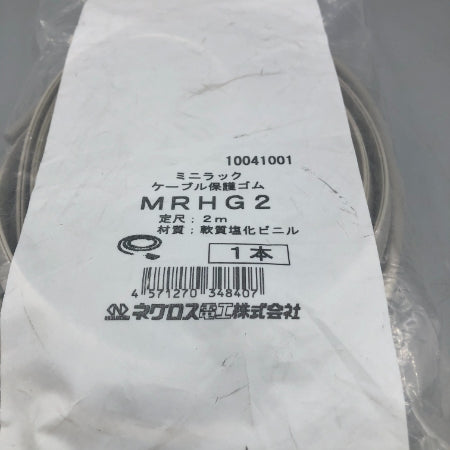 10041001
ミニラック
ケーブル保護ゴム
MRHG2
定尺；2m
材質；軟質塩化ビニル
1本
4 571270 348407
ネグロス電工株式会社